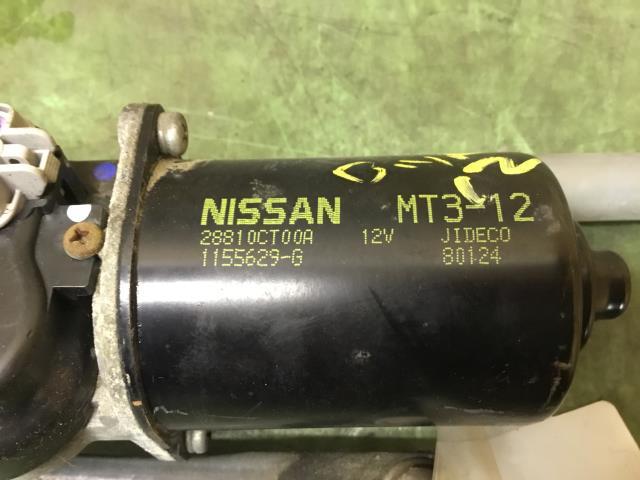 NISSAN MT3-12
28810CT00A 12V JIDECO
1155629-G 80124